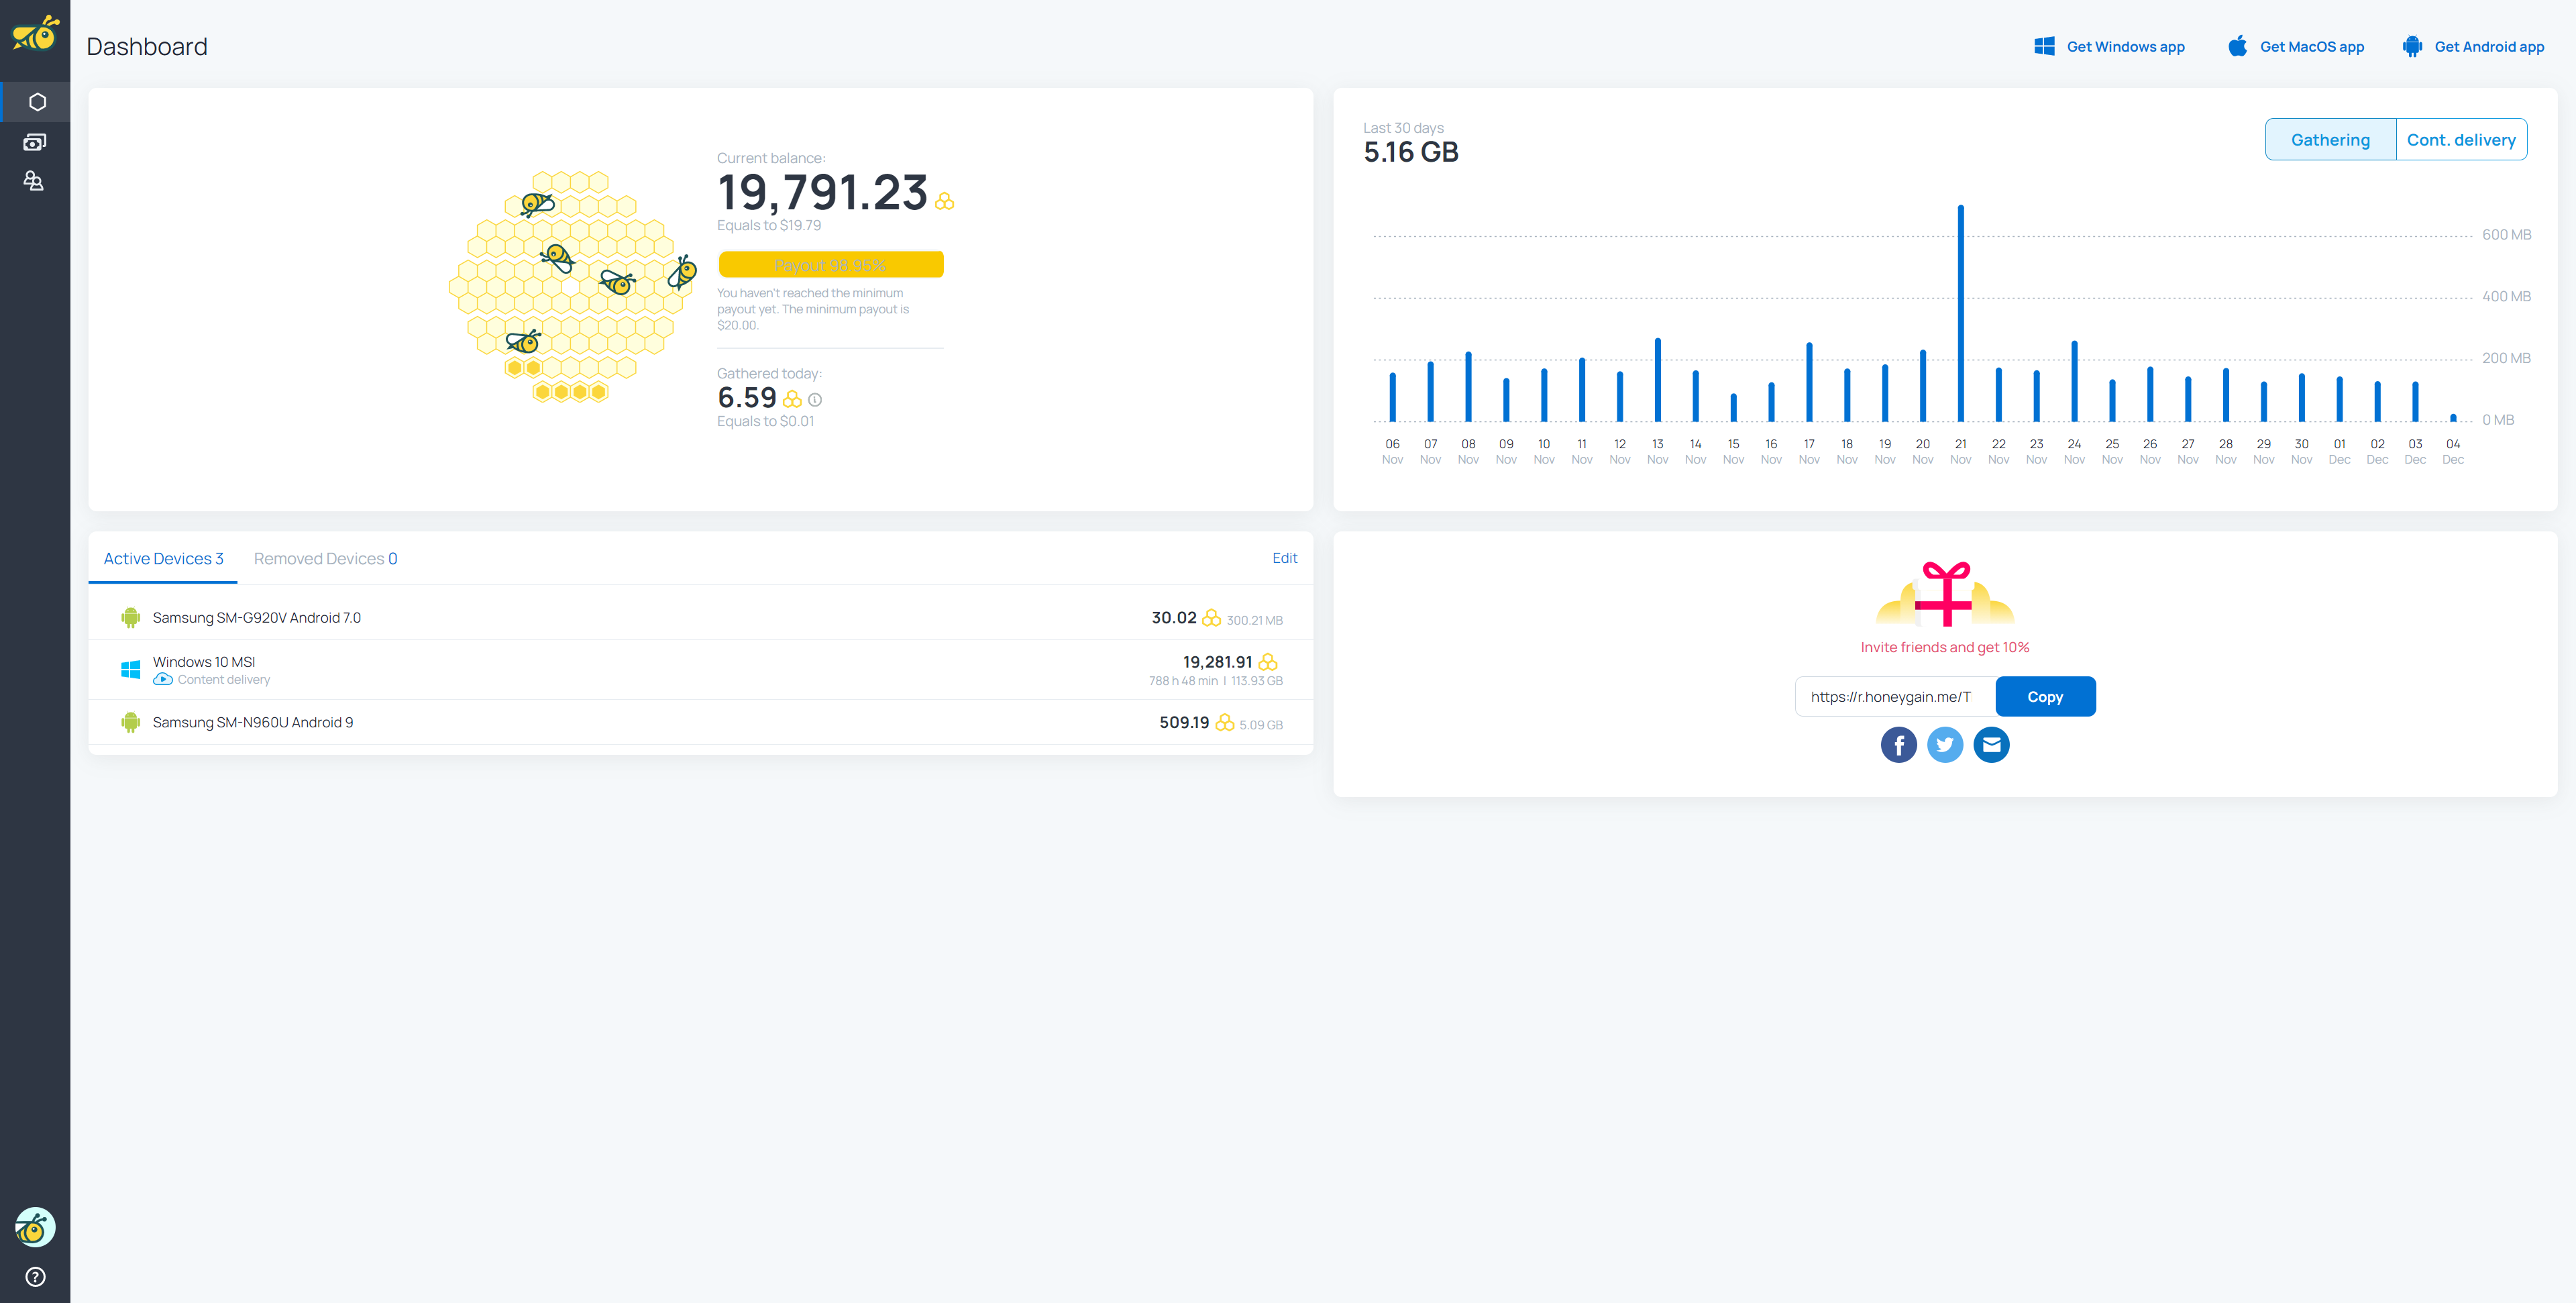 Dashboard
Get Windows app
Get MacOS app
Get Android app
Current balance:
19,791.23
Equals to $19.79
Payout 98.95%
You haven't reached the minimum
payout yet. The minimum payout is
$20.00.
Gathered today:
6.59
Equals to $0.01
Last 30 days
5.16 GB
Gathering
Cont. delivery
600 MB
400 MB
200 MB
0 MB
06 07 08 09 10 11 12 13 14 15 16 17 18 19 20 21 22 23 24 25 26 27 28 29 30 01 02 03 04
Nov Nov Nov Nov Nov Nov Nov Nov Nov Nov Nov Nov Nov Nov Nov Nov Nov Nov Nov Nov Nov Nov Nov Nov Nov Dec Dec Dec Dec
Active Devices 3
Removed Devices 0
Edit
Samsung SM-G920V Android 7.0
30.02
300.21 MB
Windows 10 MSI
19,281.91
Content delivery
788 h 48 min | 113.93 GB
Samsung SM-N960U Android 9
509.19
5.09 GB
Invite friends and get 10%
https://r.honeygain.me/T
Copy